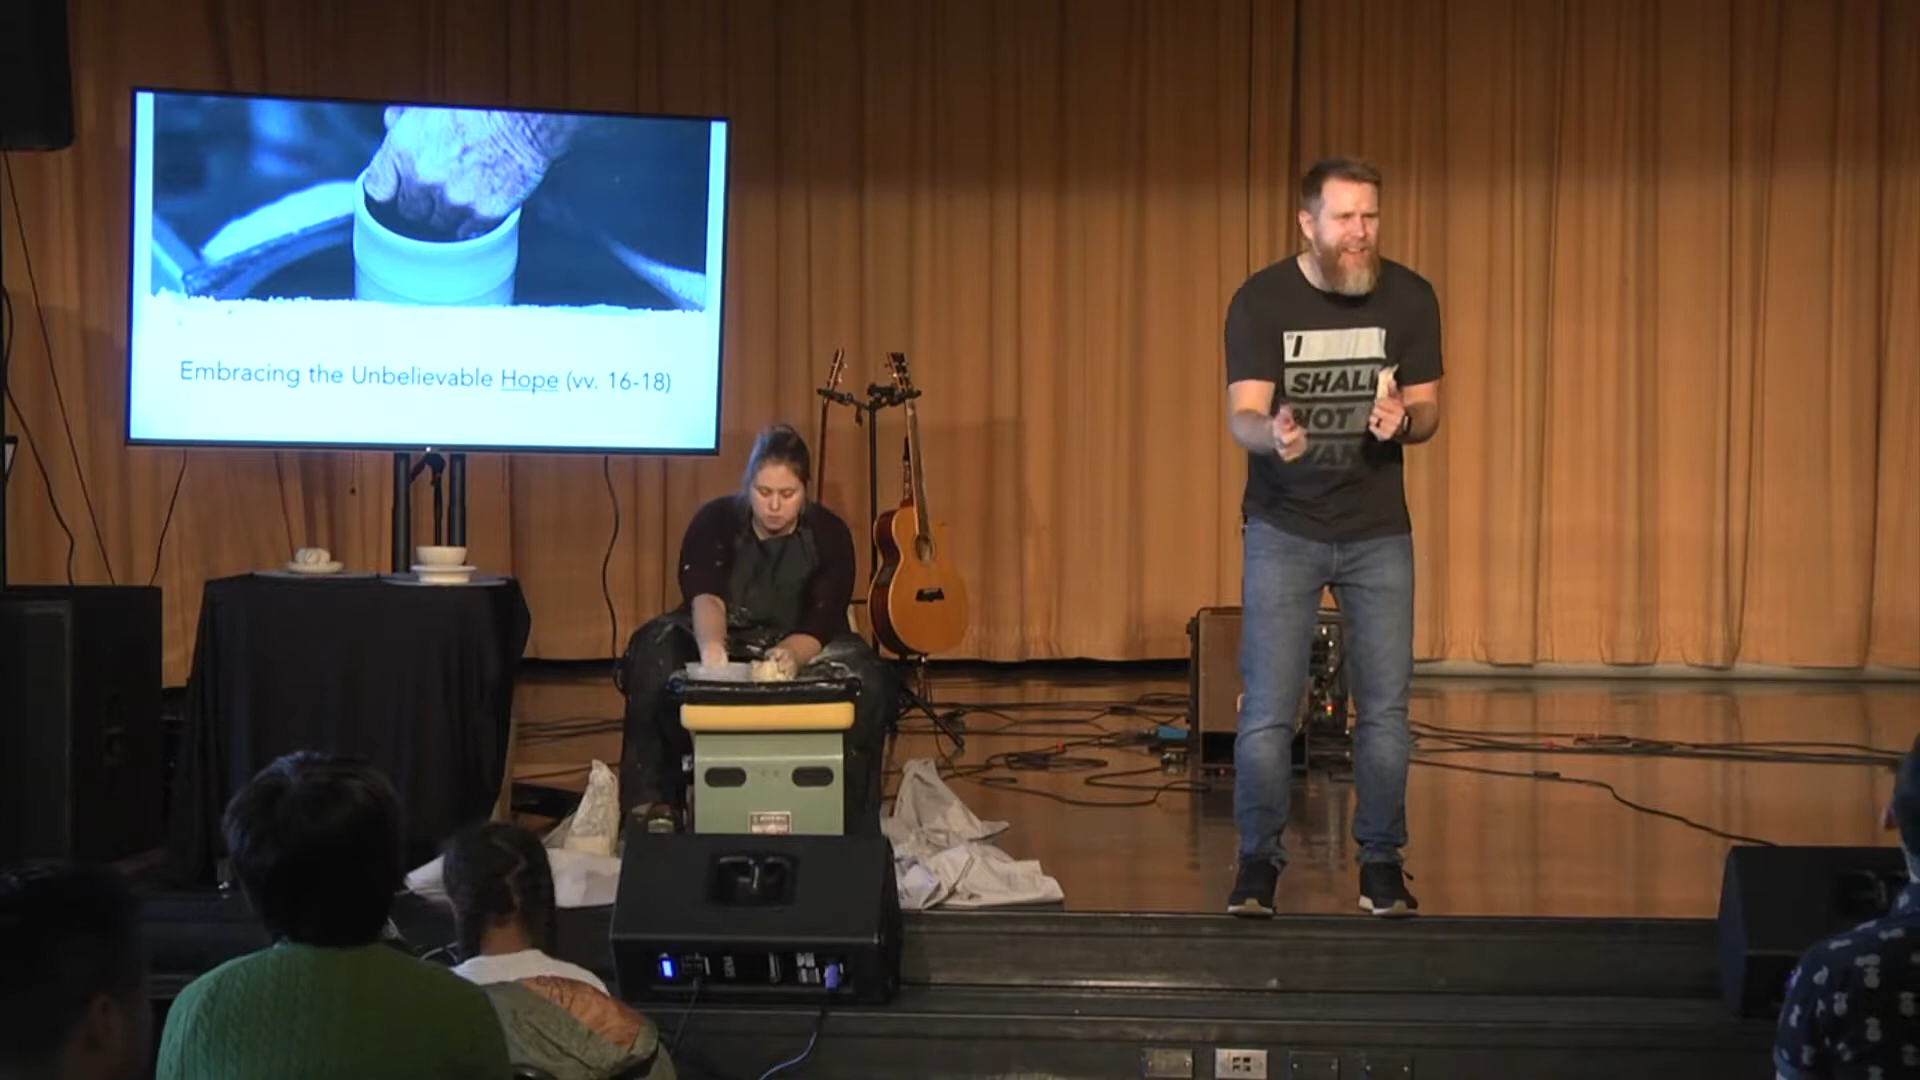 Embracing the Unbelievable Hope (vv. 16-18)
I
SHALL
NOT